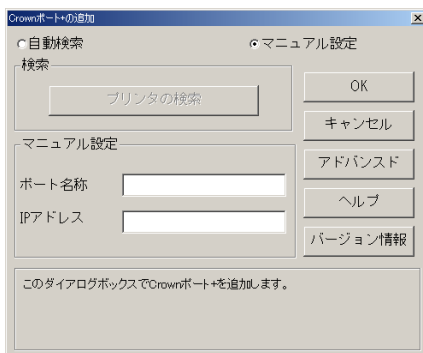 Crownポート+の追加
自動検索
マニュアル設定
検索
プリンタの検索
OK
キャンセル
マニュアル設定
アドバンスド
ポート名称
ヘルプ
IPアドレス
バージョン情報
このダイアログボックスでCrownポート+を追加します。